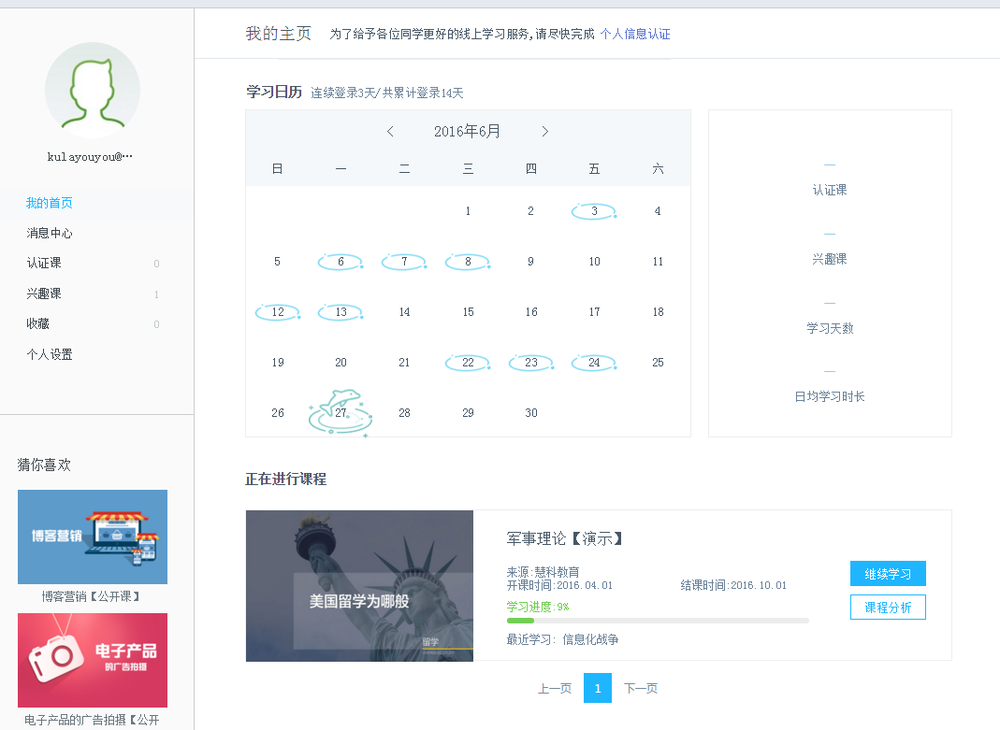 我的主页 为了给予各位同学更好的线上学习服务,请尽快完成 个人信息认证
kulayouyou@…
我的首页
消息中心
认证课 0
兴趣课 1
收藏 0
个人设置
猜你喜欢
博客营销
博客营销【公开课】
电子产品
的广告拍摄
电子产品的广告拍摄【公开
学习日历 连续登录3天/共累计登录14天
2016年6月
日 一 二 三 四 五 六
1 2 3 4
5 6 7 8 9 10 11
12 13 14 15 16 17 18
19 20 21 22 23 24 25
26 27 28 29 30
—
认证课
—
兴趣课
—
学习天数
—
日均学习时长
正在进行课程
美国留学为哪般
留学
军事理论【演示】
来源:慧科教育
开课时间:2016.04.01 结课时间:2016.10.01
学习进度:9%
最近学习: 信息化战争
继续学习
课程分析
上一页 1 下一页